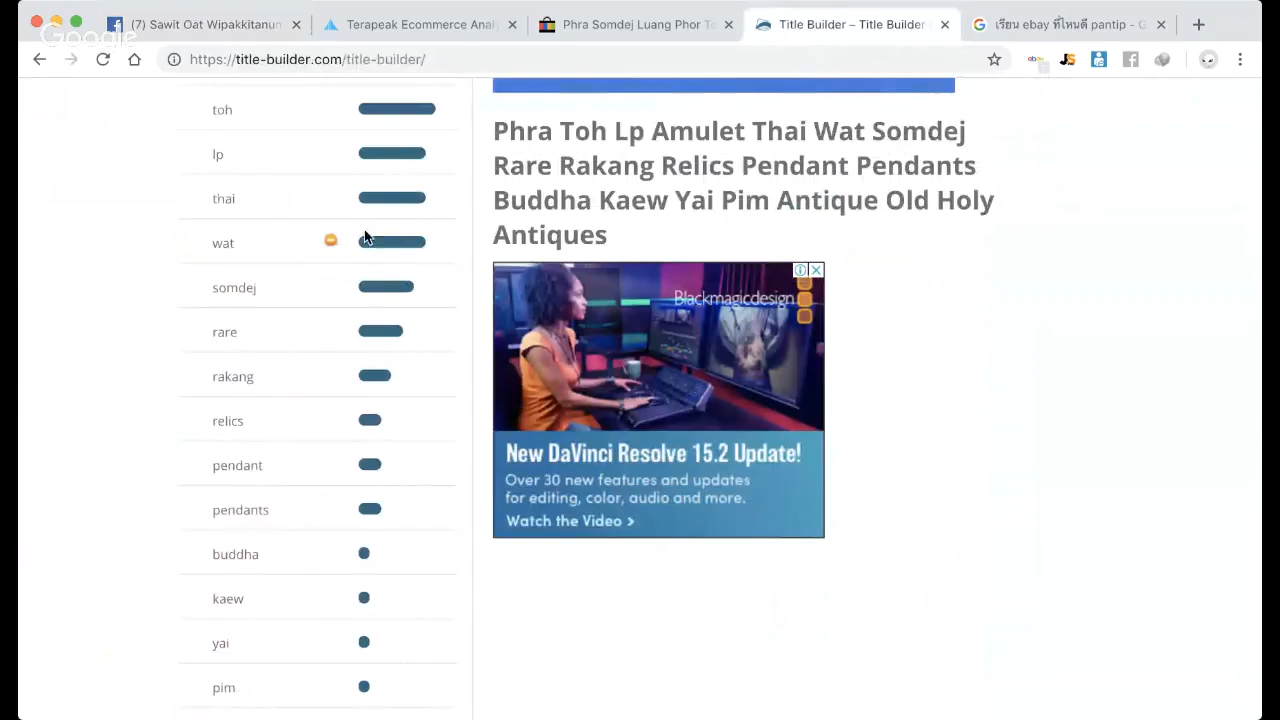 (7) Sawit Oat Wipakkitanun
Terapeak Ecommerce Anal
Phra Somdej Luang Phor To
Title Builder – Title Builder
เรียน ebay ที่ไหนดี pantip - G
Google
https://title-builder.com/title-builder/
toh
lp
thai
wat
somdej
rare
rakang
relics
pendant
pendants
buddha
kaew
yai
pim
Phra Toh Lp Amulet Thai Wat Somdej
Rare Rakang Relics Pendant Pendants
Buddha Kaew Yai Pim Antique Old Holy
Antiques
Blackmagicdesign
New DaVinci Resolve 15.2 Update!
Over 30 new features and updates
for editing, color, audio and more.
Watch the Video >